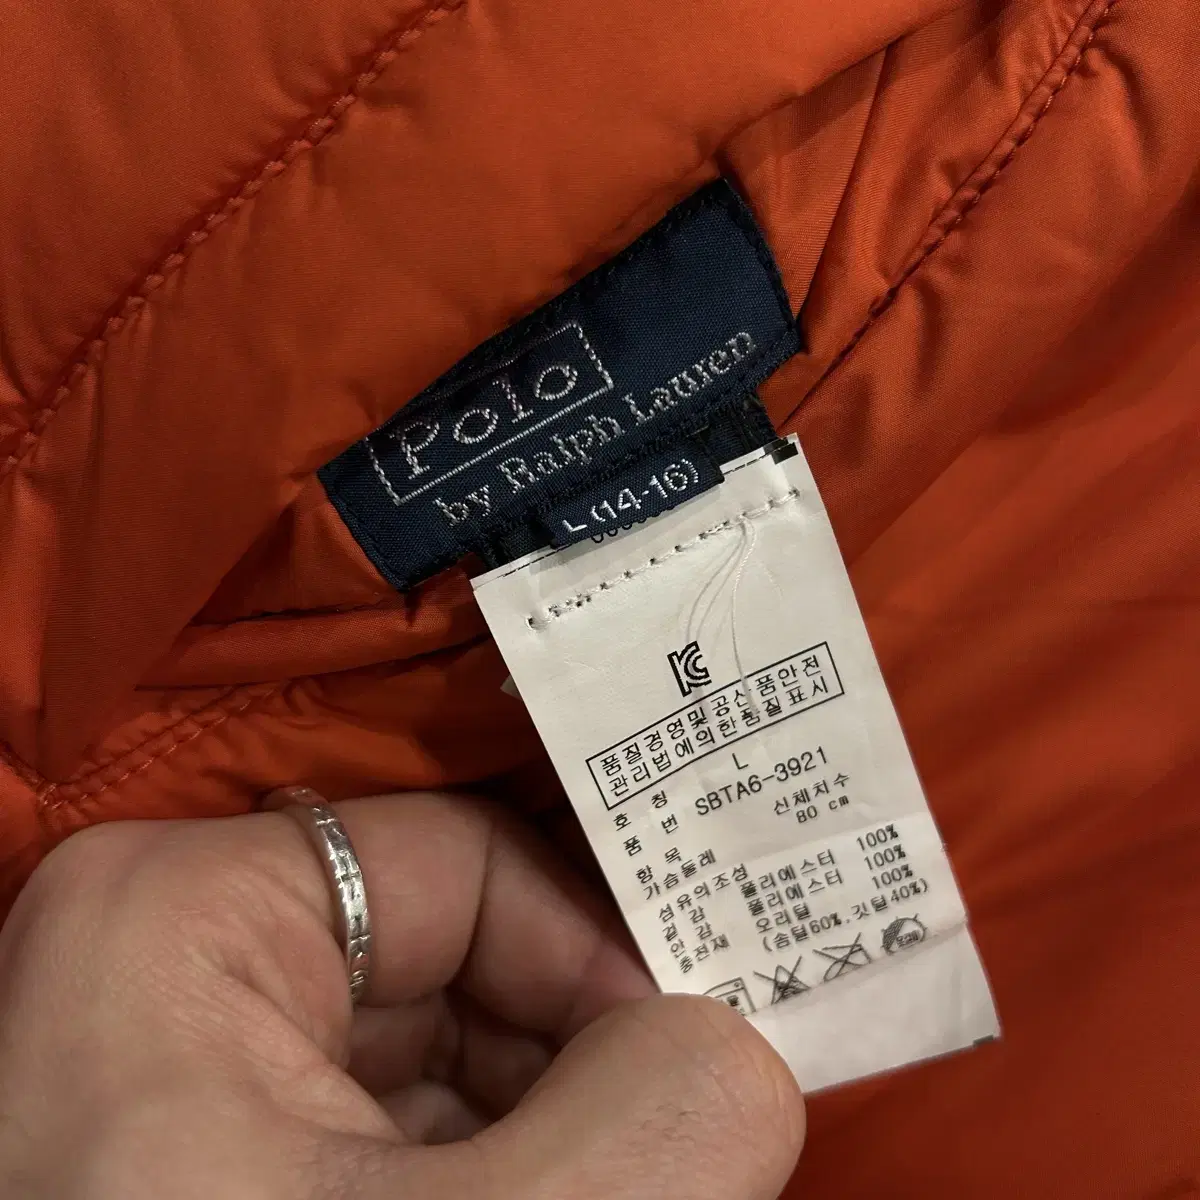 Polo
by Ralph Lauren
L (14-16)
품질경영및 공산품안전
관리법에의한품질표시
호 칭 L
품 번 SBTA6-3921
항 목 신체치수
가슴둘레 80 cm
섬유의조성
겉 감 폴리에스터 100%
안 감 폴리에스터 100%
충전재 오리털 100%
(솜털60%,깃털40%)